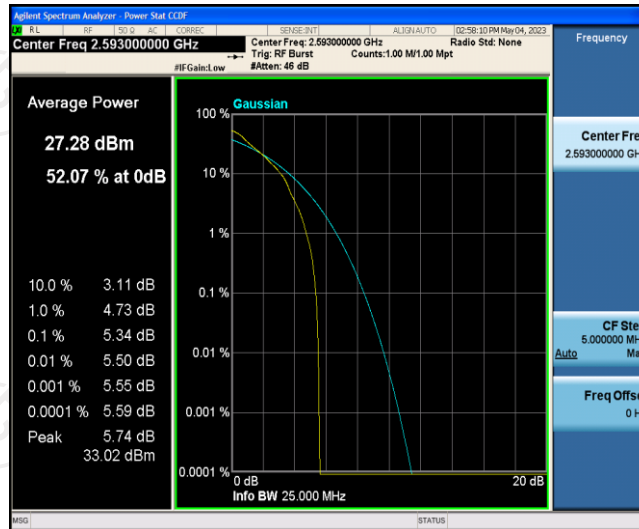 Agilent Spectrum Analyzer - Power Stat CCDF
RL RF 50 Ω AC CORREC SENSE:INT ALIGNAUTO 02:58:10 PM May 04, 2023
Center Freq 2.593000000 GHz
Center Freq: 2.593000000 GHz Radio Std: None
Trig: RF Burst Counts:1.00 M/1.00 Mpt
#IFGain:Low #Atten: 46 dB
Frequency
Average Power
27.28 dBm
52.07 % at 0dB
10.0 % 3.11 dB
1.0 % 4.73 dB
0.1 % 5.34 dB
0.01 % 5.50 dB
0.001 % 5.55 dB
0.0001 % 5.59 dB
Peak 5.74 dB
33.02 dBm
Gaussian
100 %
10 %
1 %
0.1 %
0.01 %
0.001 %
0.0001 %
0 dB 20 dB
Info BW 25.000 MHz
Center Fre
2.593000000 GH
CF Ste
5.000000 MH
Auto Ma
Freq Offse
0 H
MSG STATUS